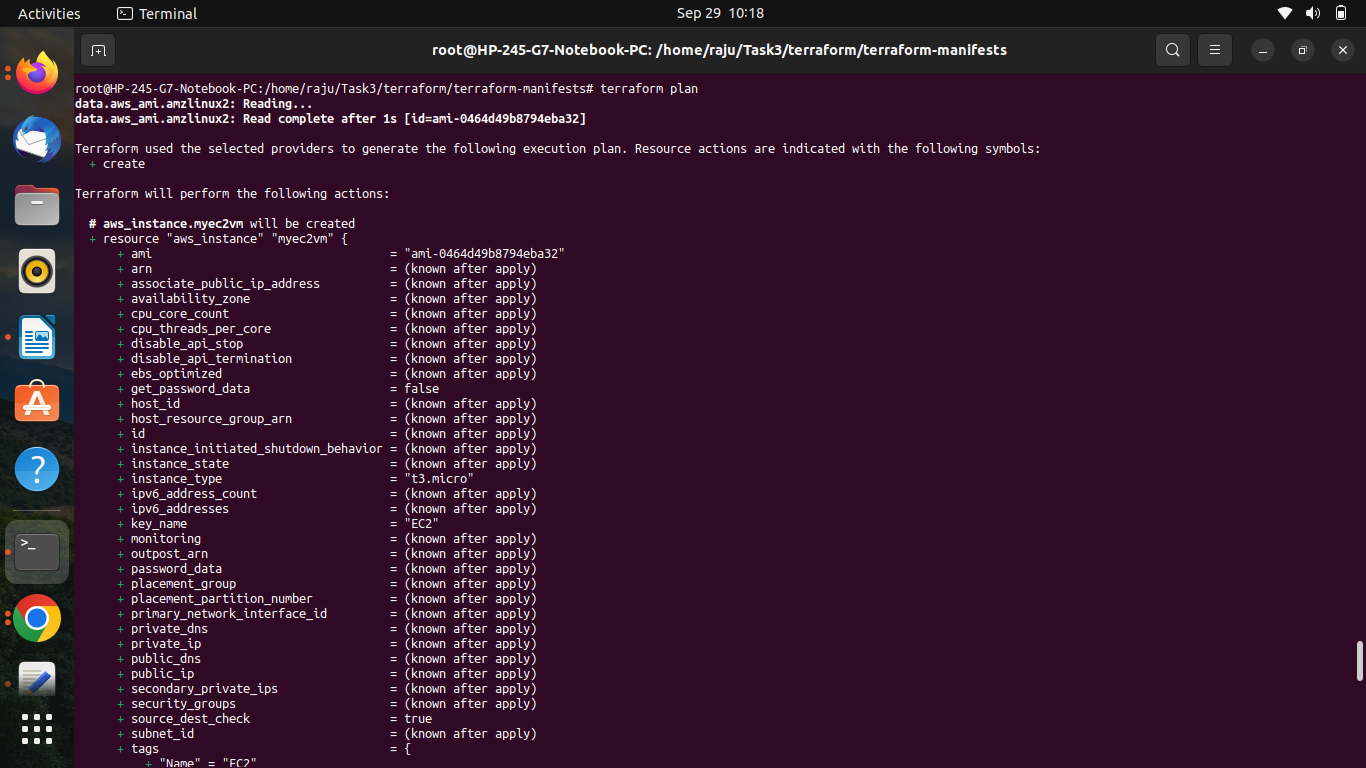 Activities
Terminal
Sep 29 10:18
root@HP-245-G7-Notebook-PC: /home/raju/Task3/terraform/terraform-manifests
root@HP-245-G7-Notebook-PC:/home/raju/Task3/terraform/terraform-manifests# terraform plan
data.aws_ami.amzlinux2: Reading...
data.aws_ami.amzlinux2: Read complete after 1s [id=ami-0464d49b8794eba32]
Terraform used the selected providers to generate the following execution plan. Resource actions are indicated with the following symbols:
+ create
Terraform will perform the following actions:
# aws_instance.myec2vm will be created
+ resource "aws_instance" "myec2vm" {
+ ami = "ami-0464d49b8794eba32"
+ arn = (known after apply)
+ associate_public_ip_address = (known after apply)
+ availability_zone = (known after apply)
+ cpu_core_count = (known after apply)
+ cpu_threads_per_core = (known after apply)
+ disable_api_stop = (known after apply)
+ disable_api_termination = (known after apply)
+ ebs_optimized = (known after apply)
+ get_password_data = false
+ host_id = (known after apply)
+ host_resource_group_arn = (known after apply)
+ id = (known after apply)
+ instance_initiated_shutdown_behavior = (known after apply)
+ instance_state = (known after apply)
+ instance_type = "t3.micro"
+ ipv6_address_count = (known after apply)
+ ipv6_addresses = (known after apply)
+ key_name = "EC2"
+ monitoring = (known after apply)
+ outpost_arn = (known after apply)
+ password_data = (known after apply)
+ placement_group = (known after apply)
+ placement_partition_number = (known after apply)
+ primary_network_interface_id = (known after apply)
+ private_dns = (known after apply)
+ private_ip = (known after apply)
+ public_dns = (known after apply)
+ public_ip = (known after apply)
+ secondary_private_ips = (known after apply)
+ security_groups = (known after apply)
+ source_dest_check = true
+ subnet_id = (known after apply)
+ tags = {
+ "Name" = "EC2"